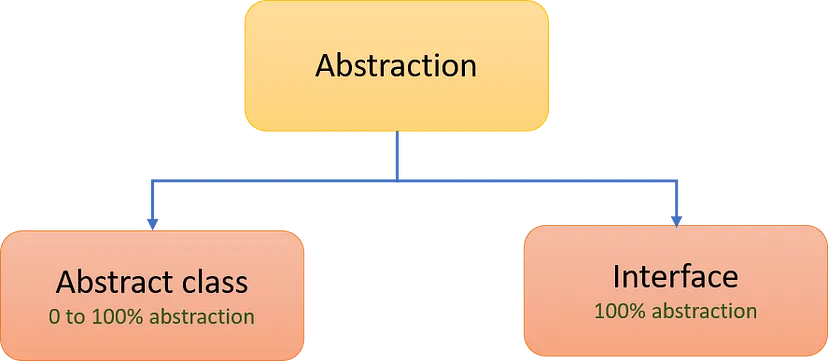 Abstraction
Abstract class
0 to 100% abstraction
Interface
100% abstraction